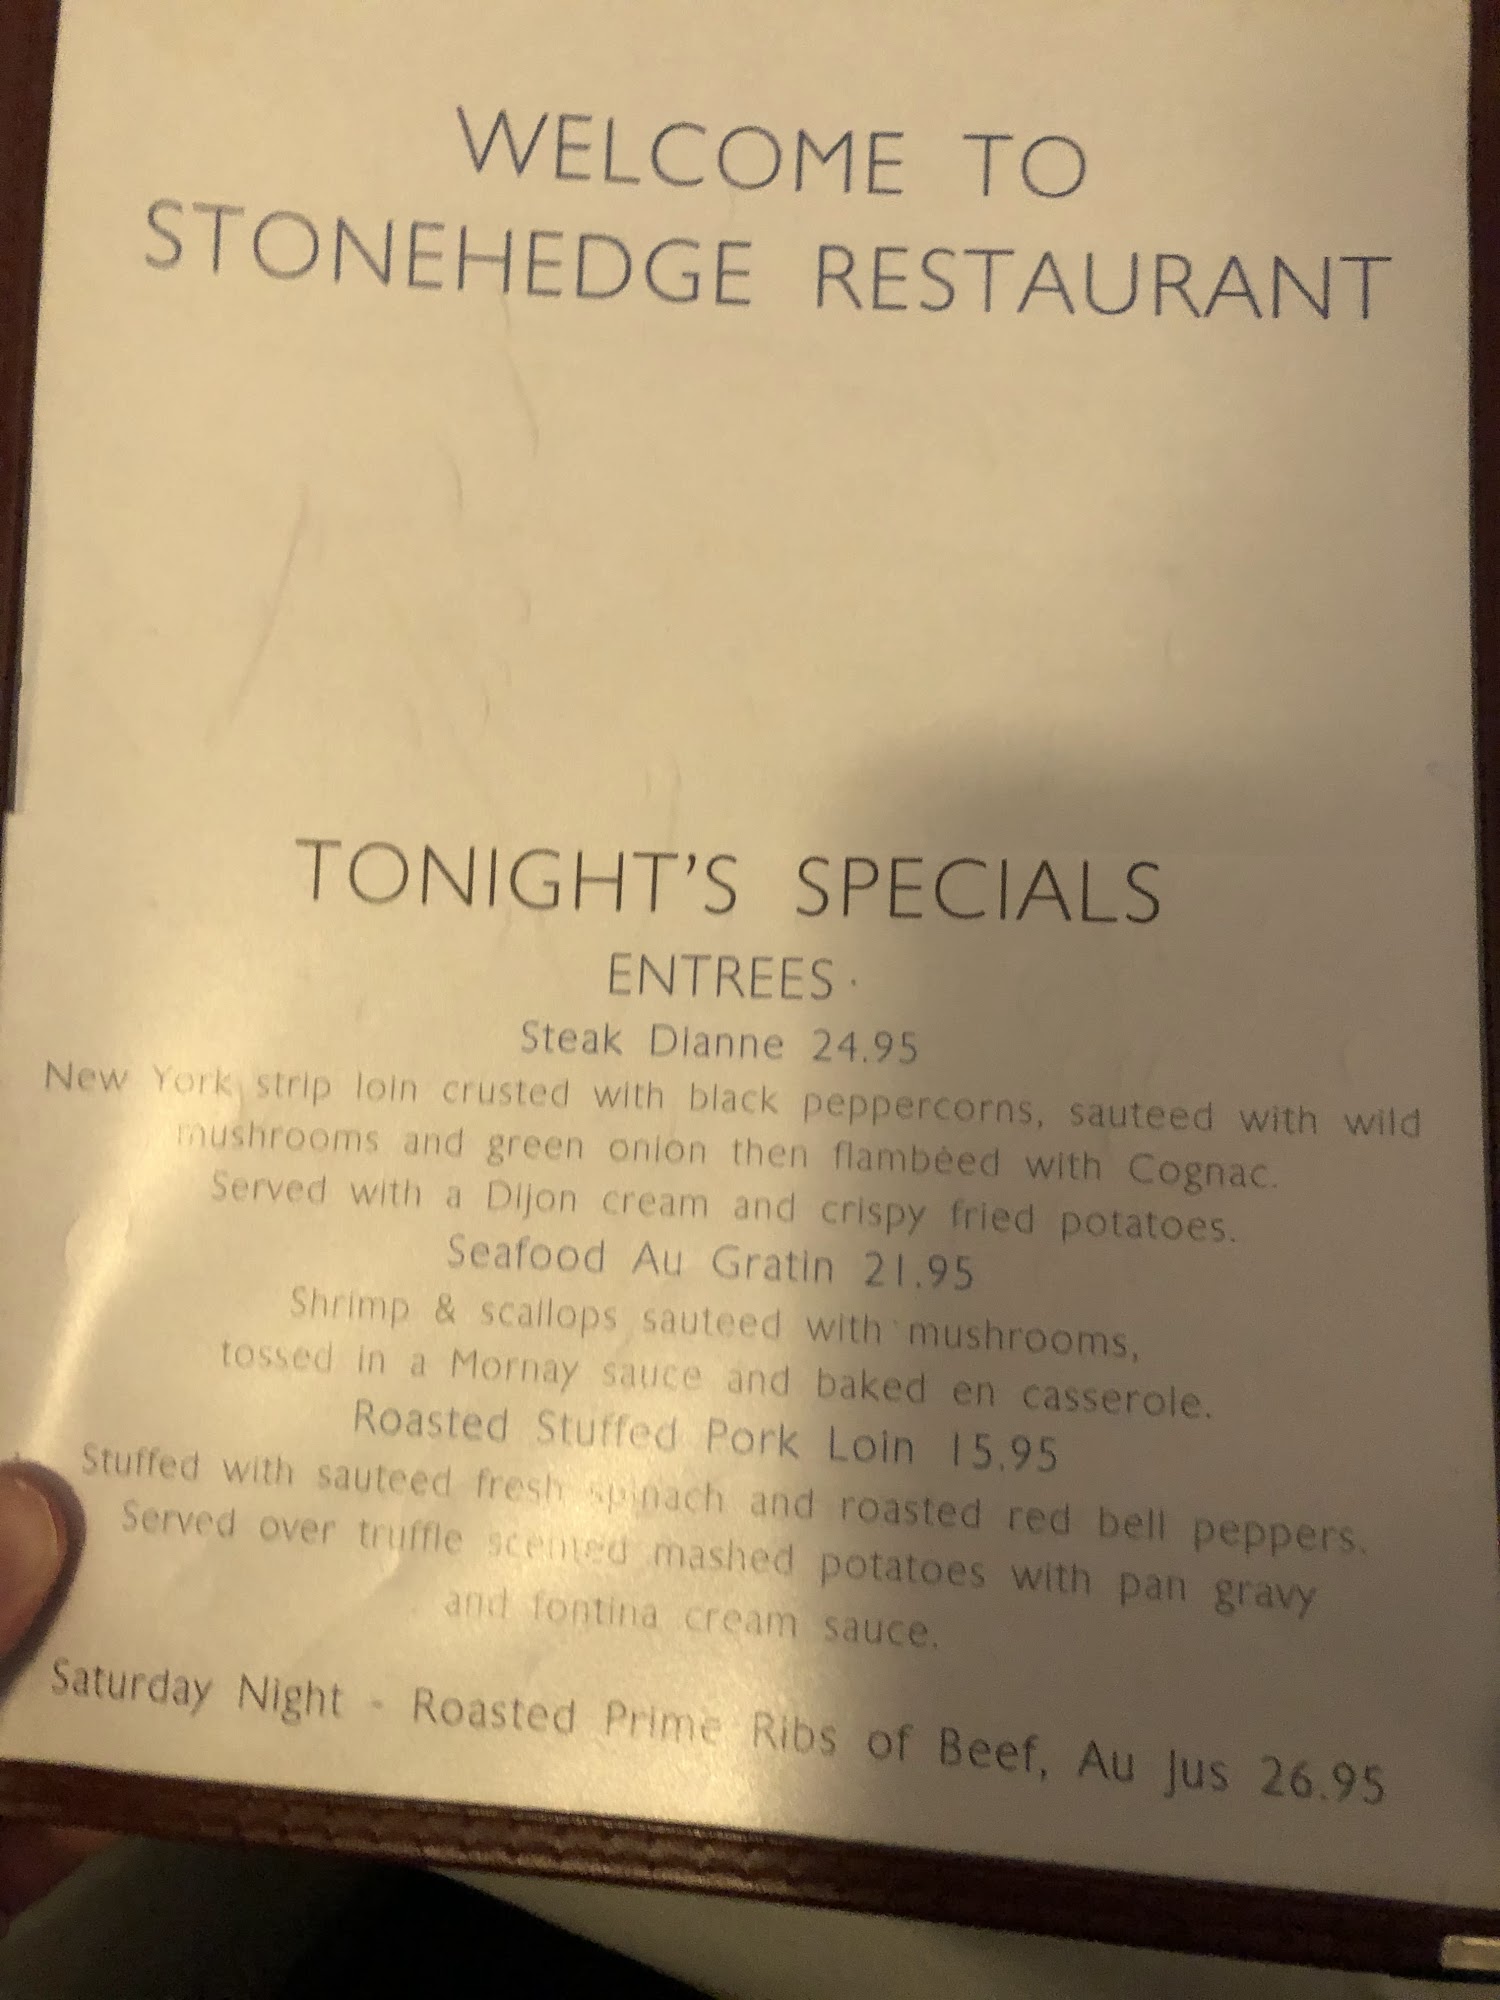 WELCOME TO
STONEHEDGE RESTAURANT
TONIGHT'S SPECIALS
ENTREES
Steak Dianne 24.95
New York strip loin crusted with black peppercorns, sauteed with wild
mushrooms and green onion then flambéed with Cognac.
Served with a Dijon cream and crispy fried potatoes.
Seafood Au Gratin 21.95
Shrimp & scallops sauteed with mushrooms,
tossed in a Mornay sauce and baked en casserole.
Roasted Stuffed Pork Loin 15.95
Stuffed with sauteed fresh spinach and roasted red bell peppers.
Served over truffle scented mashed potatoes with pan gravy
and fontina cream sauce.
Saturday Night - Roasted Prime Ribs of Beef, Au Jus 26.95